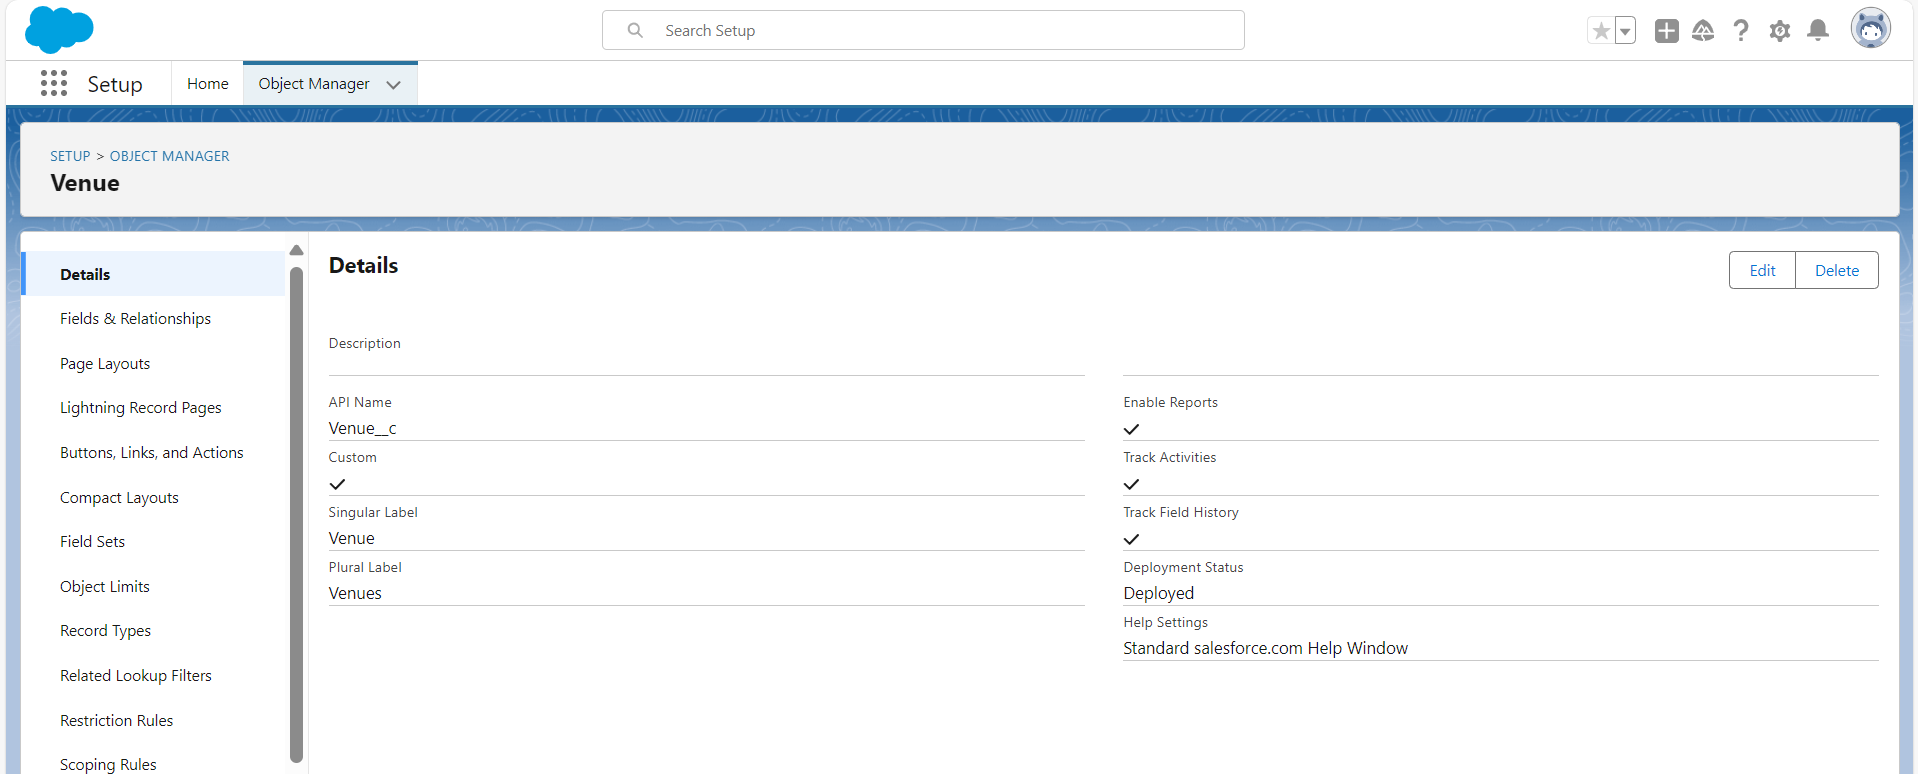 Search Setup
Setup
Home
Object Manager
SETUP > OBJECT MANAGER
Venue
Details
Fields & Relationships
Page Layouts
Lightning Record Pages
Buttons, Links, and Actions
Compact Layouts
Field Sets
Object Limits
Record Types
Related Lookup Filters
Restriction Rules
Scoping Rules
Details
Edit
Delete
Description
API Name
Venue__c
Custom
Singular Label
Venue
Plural Label
Venues
Enable Reports
Track Activities
Track Field History
Deployment Status
Deployed
Help Settings
Standard salesforce.com Help Window